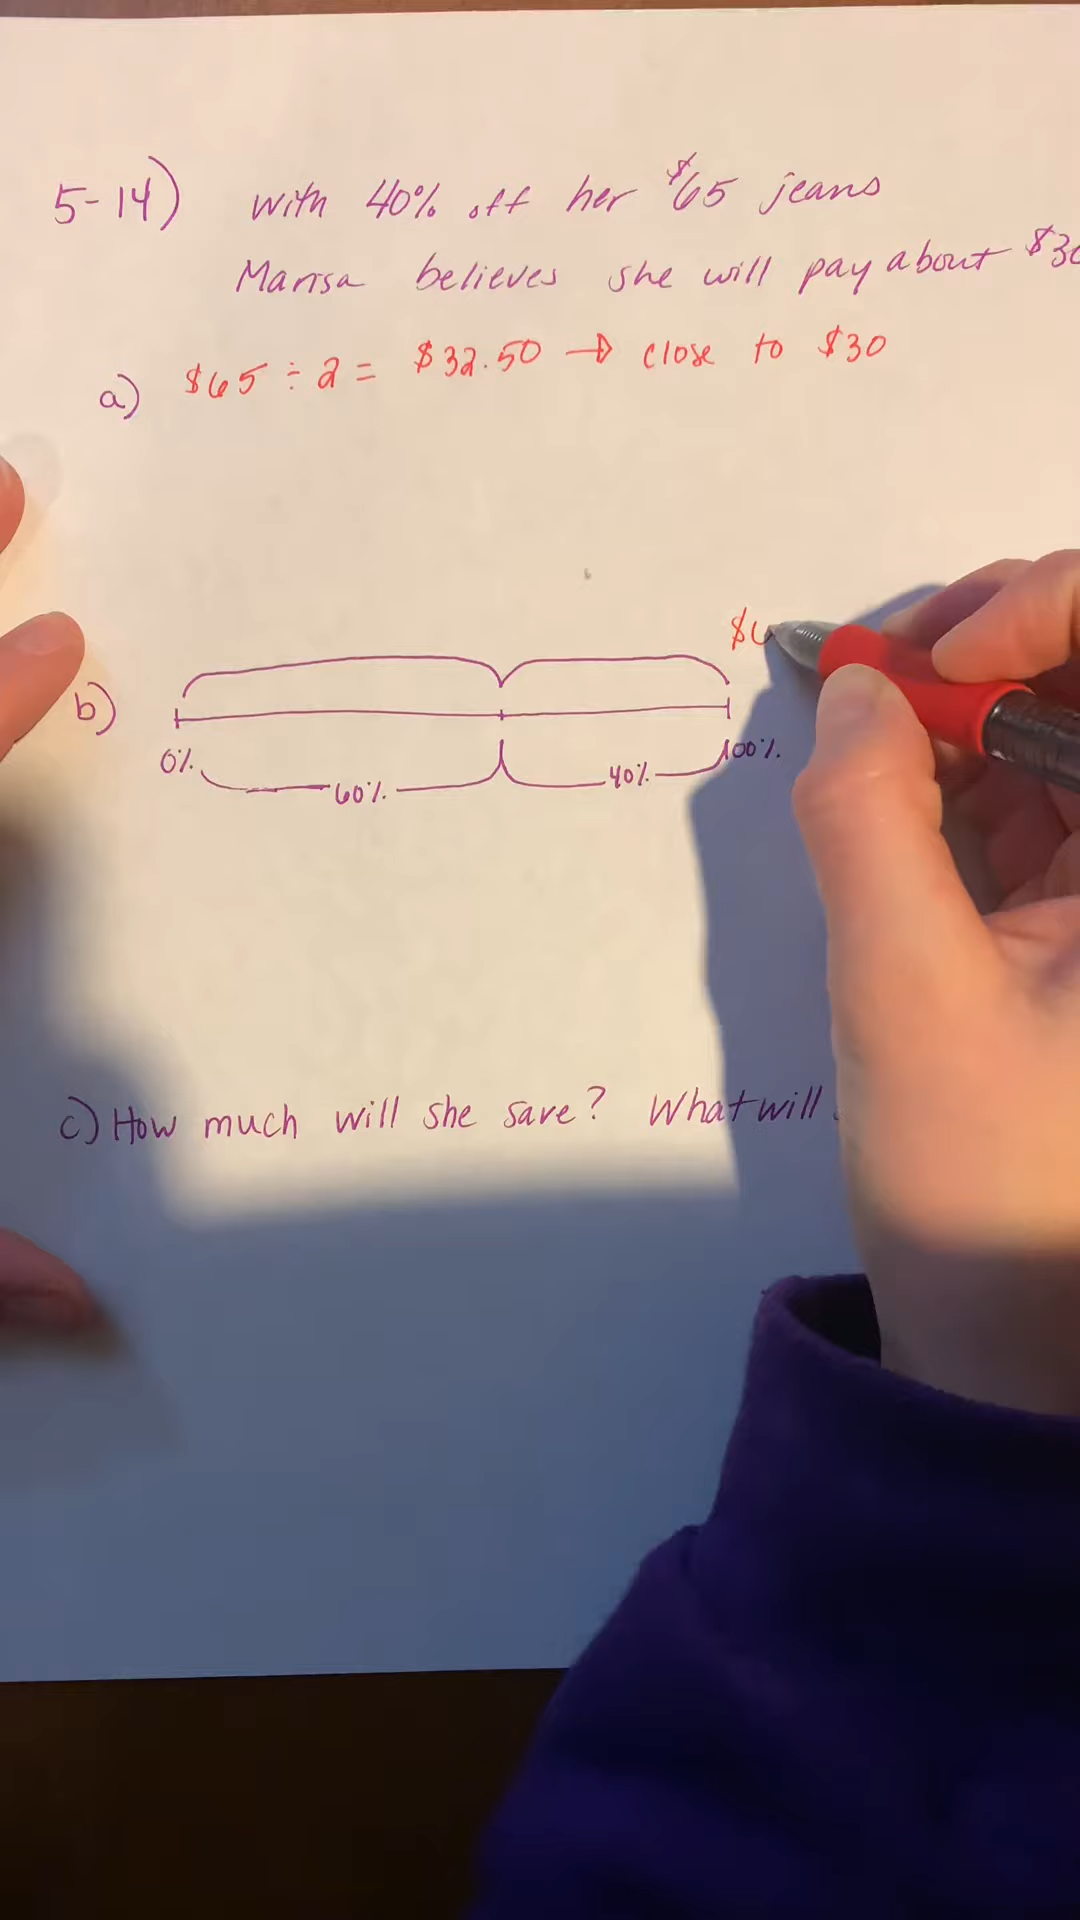 5-14) with 40% off her $65 jeans
Marisa believes she will pay about $30
a) $65 ÷ 2 = $32.50 → close to $30
$6
b)
0% 60% 40% 100%
c) How much will she save? What will